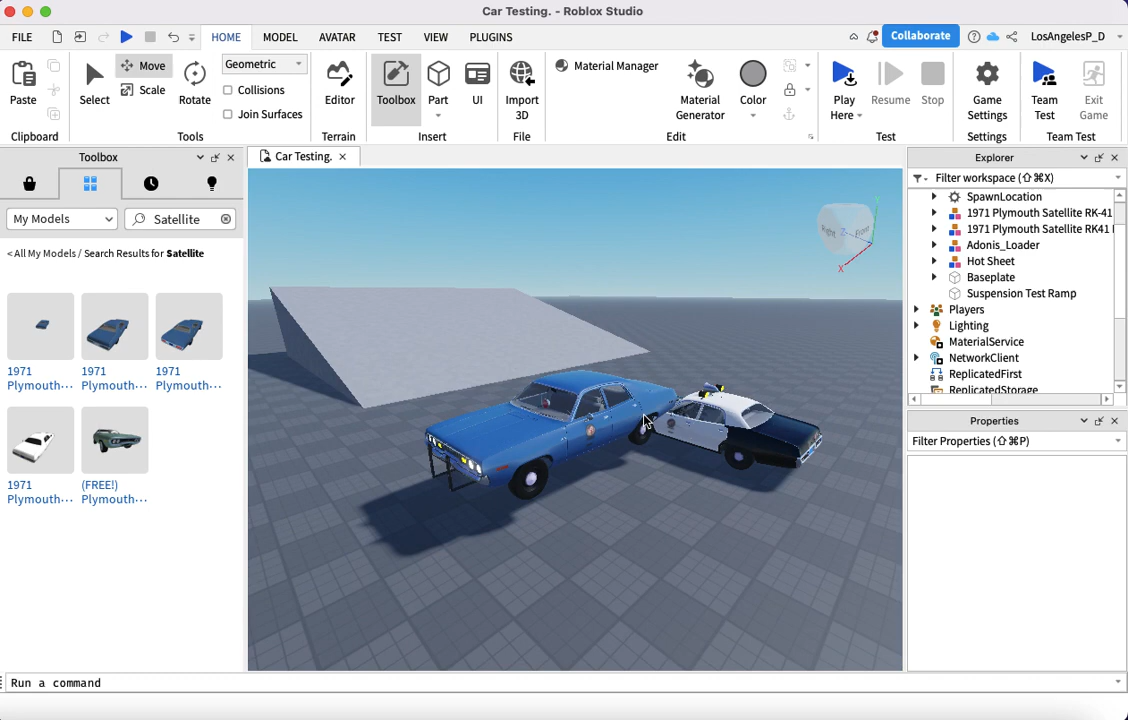 Car Testing. - Roblox Studio
FILE HOME MODEL AVATAR TEST VIEW PLUGINS Collaborate LosAngelesP_D
Paste
Clipboard
Select
Move
Scale
Rotate
Geometric
Collisions
Join Surfaces
Tools
Editor
Terrain
Toolbox
Part
UI
Insert
Import
3D
File
Material Manager
Material
Generator
Color
Edit
Play
Here
Resume
Stop
Test
Game
Settings
Settings
Team
Test
Exit
Game
Team Test
Toolbox
My Models
Satellite
< All My Models / Search Results for Satellite
1971
Plymouth...
1971
Plymouth...
1971
Plymouth...
1971
Plymouth...
(FREE!)
Plymouth...
Car Testing.
Right
Front
Z
Y
X
Explorer
Filter workspace (⇧⌘X)
SpawnLocation
1971 Plymouth Satellite RK-41
1971 Plymouth Satellite RK41
Adonis_Loader
Hot Sheet
Baseplate
Suspension Test Ramp
Players
Lighting
MaterialService
NetworkClient
ReplicatedFirst
ReplicatedStorage
Properties
Filter Properties (⇧⌘P)
Run a command